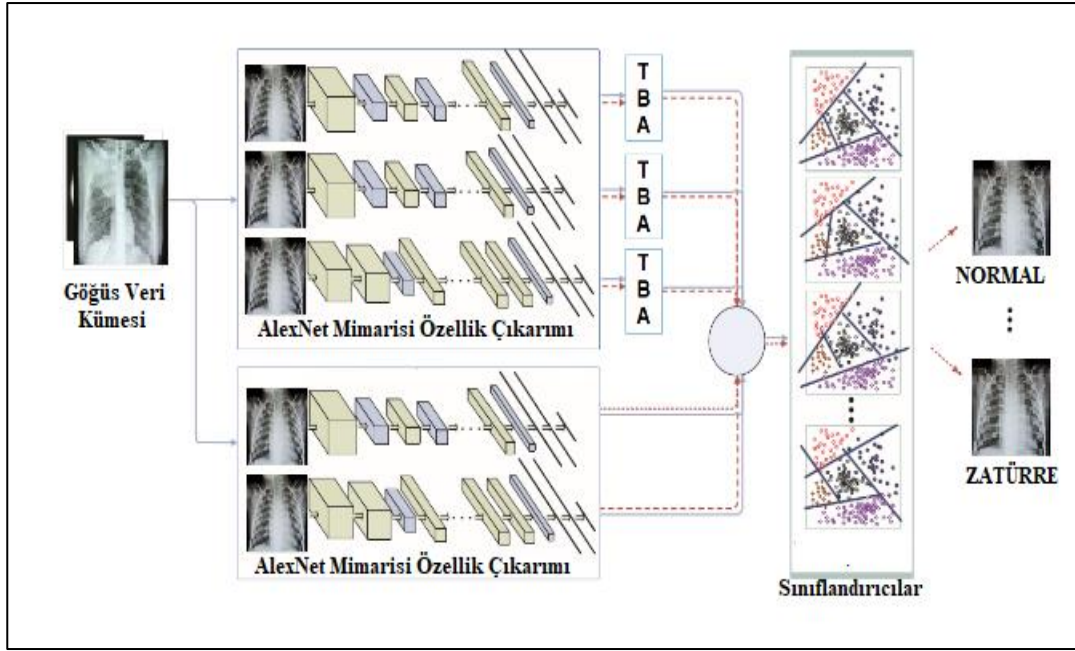 Göğüs Veri
Kümesi
AlexNet Mimarisi Özellik Çıkarımı
T
B
A
T
B
A
T
B
A
AlexNet Mimarisi Özellik Çıkarımı
Sınıflandırıcılar
NORMAL
ZATÜRRE